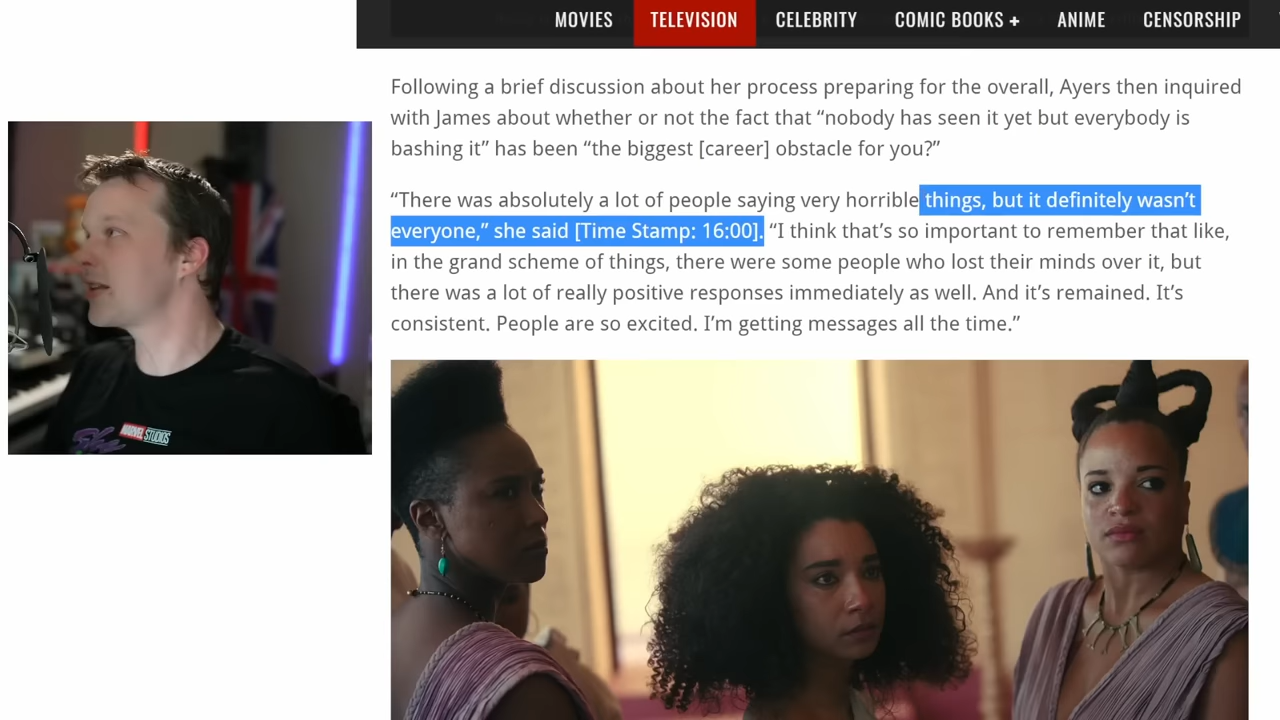 MOVIES TELEVISION CELEBRITY COMIC BOOKS + ANIME CENSORSHIP
Following a brief discussion about her process preparing for the overall, Ayers then inquired
with James about whether or not the fact that “nobody has seen it yet but everybody is
bashing it” has been “the biggest [career] obstacle for you?”
“There was absolutely a lot of people saying very horrible things, but it definitely wasn’t
everyone,” she said [Time Stamp: 16:00]. “I think that’s so important to remember that like,
in the grand scheme of things, there were some people who lost their minds over it, but
there was a lot of really positive responses immediately as well. And it’s remained. It’s
consistent. People are so excited. I’m getting messages all the time.”
MARVEL STUDIOS